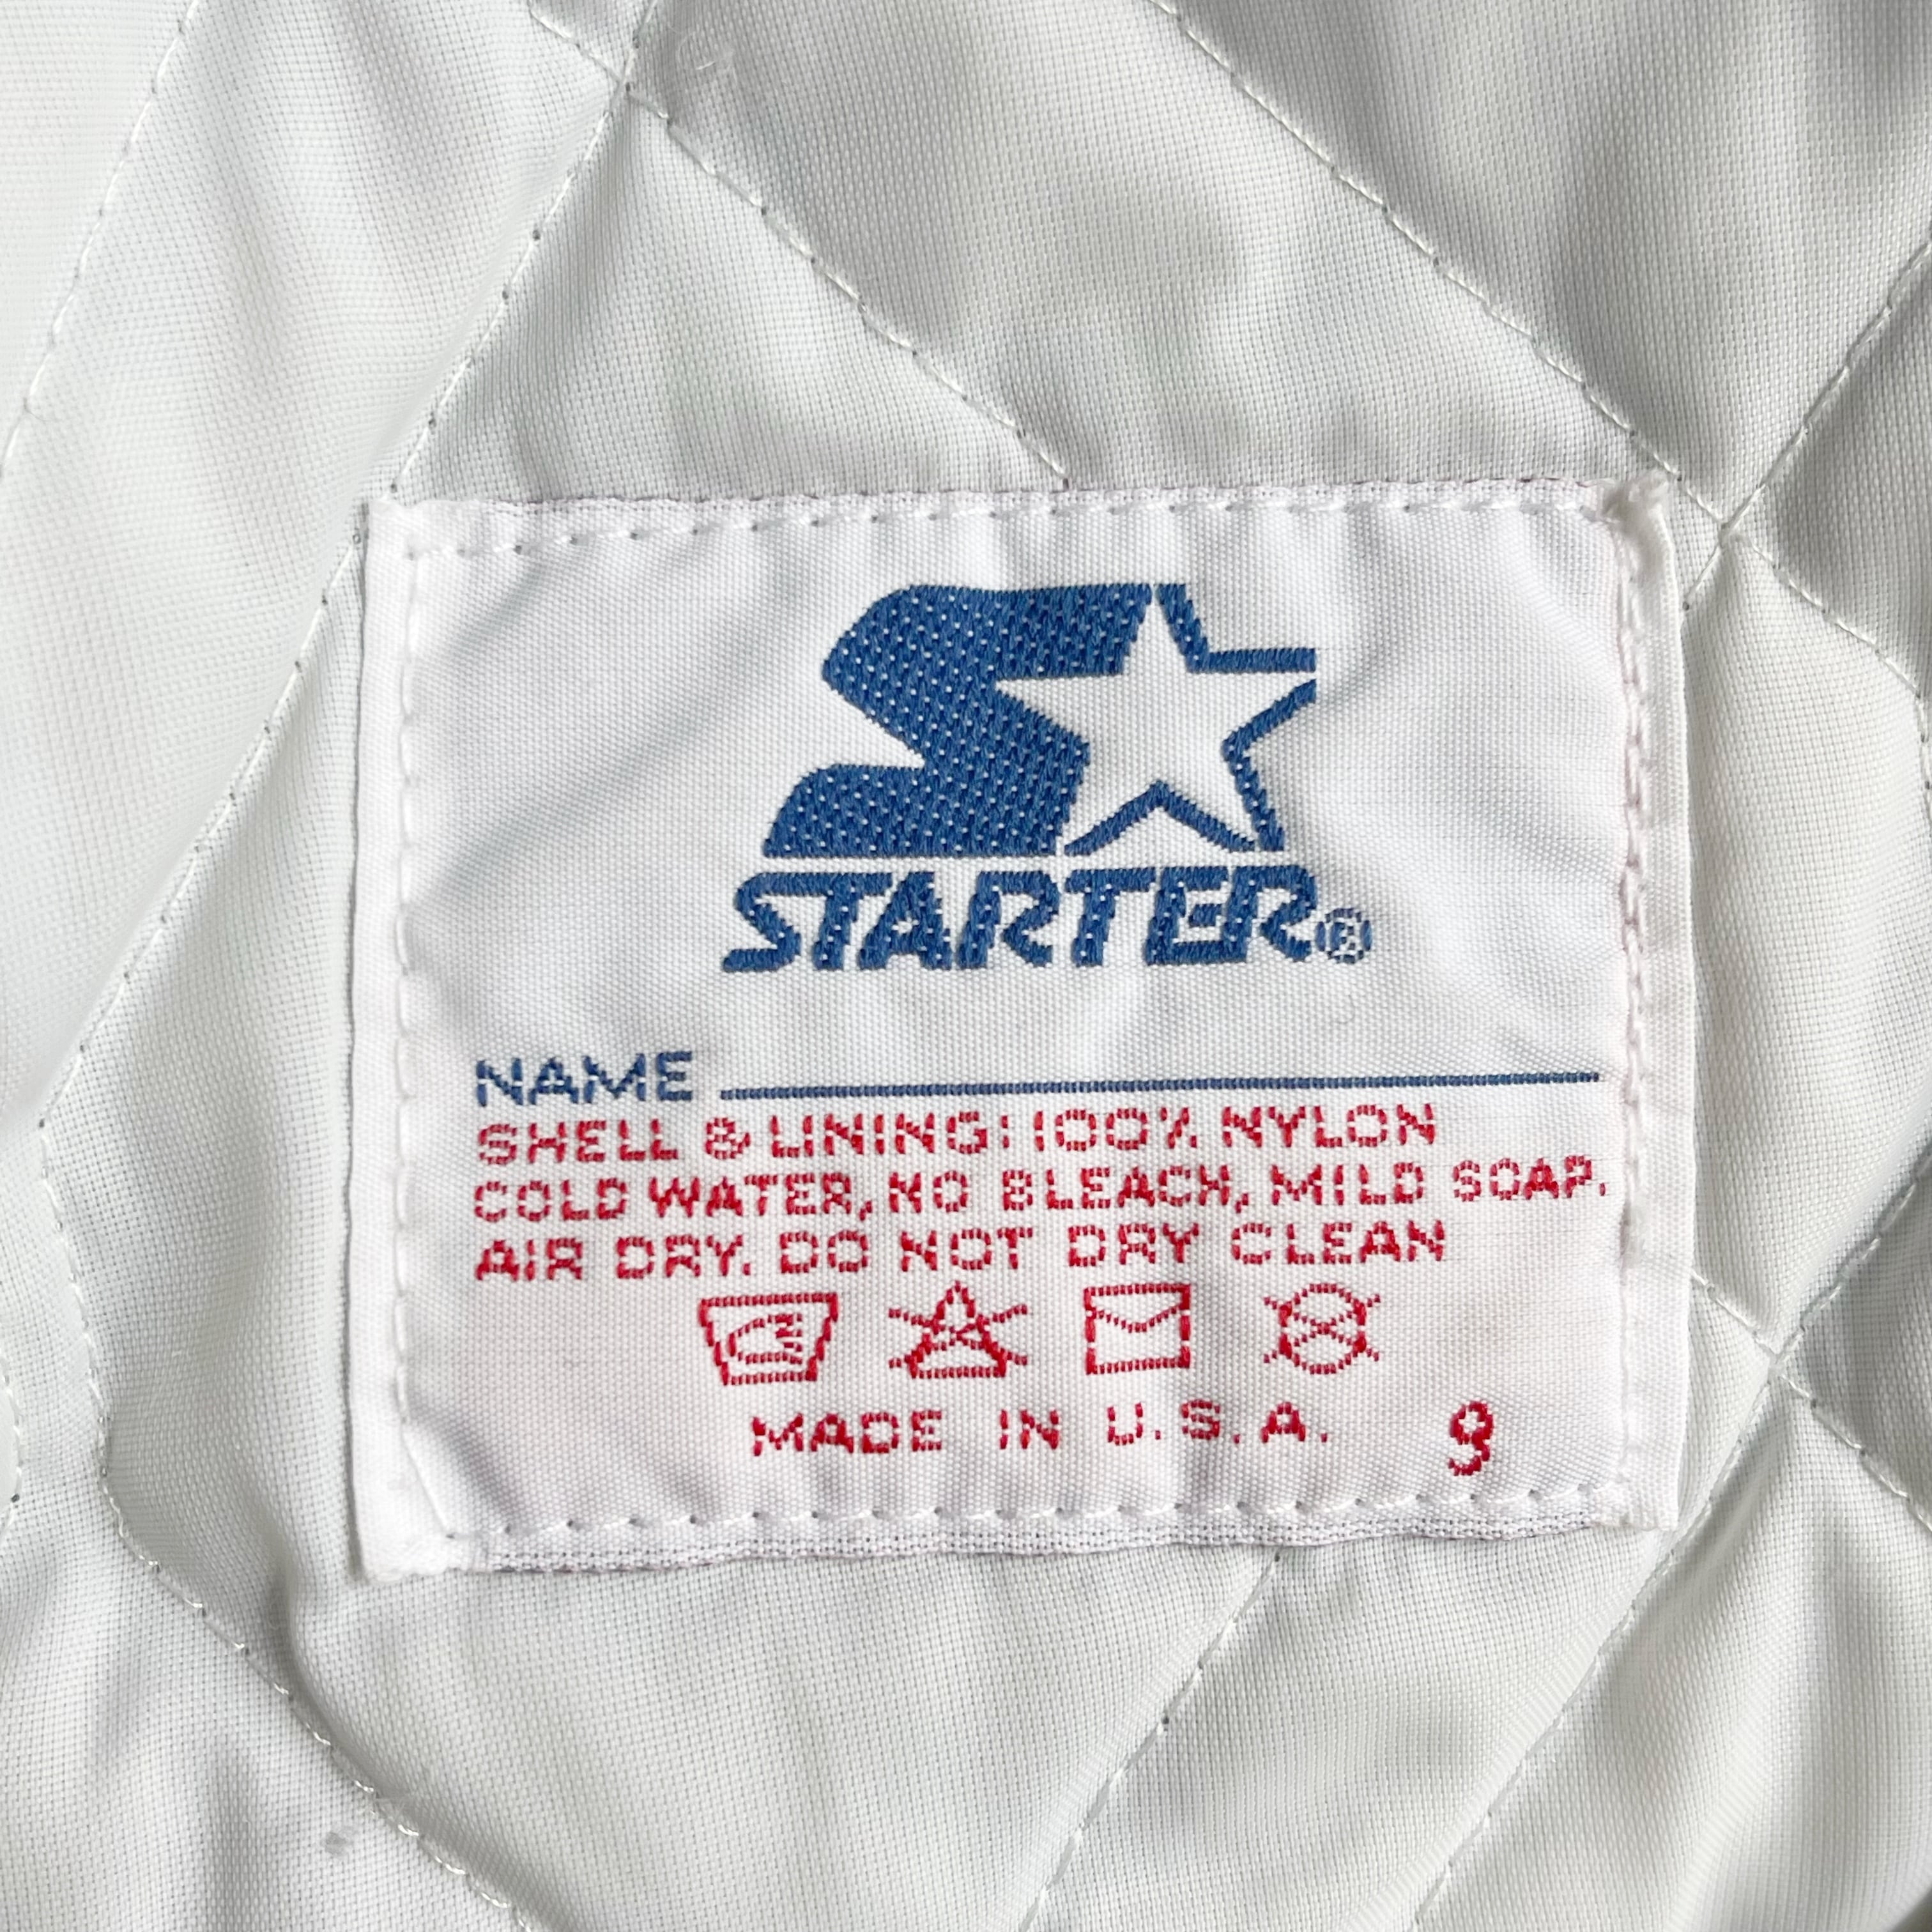 STARTER®
NAME
SHELL & LINING: 100% NYLON
COLD WATER, NO BLEACH, MILD SOAP.
AIR DRY. DO NOT DRY CLEAN
MADE IN U.S.A. 9